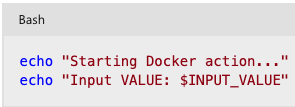 Bash
echo "Starting Docker action..."
echo "Input VALUE: $INPUT_VALUE"